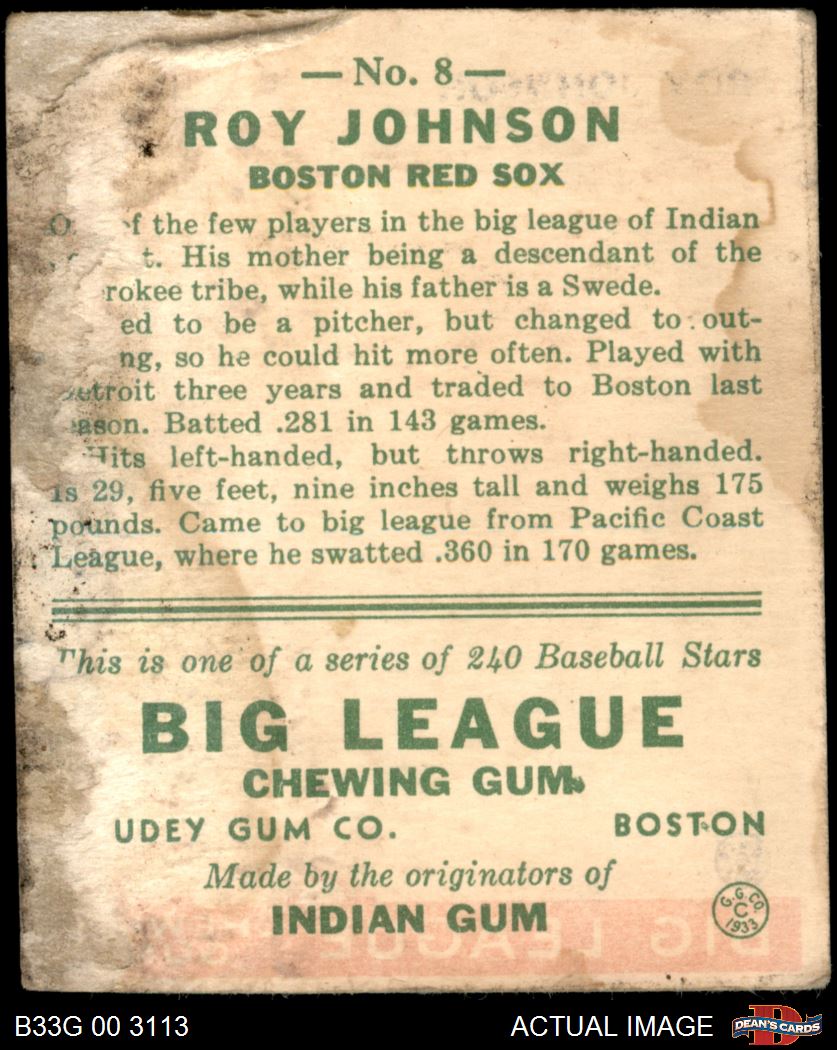 — No. 8 —
ROY JOHNSON
BOSTON RED SOX
of the few players in the big league of Indian
His mother being a descendant of the
rokee tribe, while his father is a Swede.
ed to be a pitcher, but changed to out-
ng, so he could hit more often. Played with
etroit three years and traded to Boston last
eason. Batted .281 in 143 games.
Hits left-handed, but throws right-handed.
Is 29, five feet, nine inches tall and weighs 175
pounds. Came to big league from Pacific Coast
League, where he swatted .360 in 170 games.
This is one of a series of 240 Baseball Stars
BIG LEAGUE
CHEWING GUM
UDEY GUM CO. BOSTON
Made by the originators of
INDIAN GUM
G.G.CO.
C
1933
BIG LEAGUE
B33G 00 3113
ACTUAL IMAGE
DEAN'S CARDS